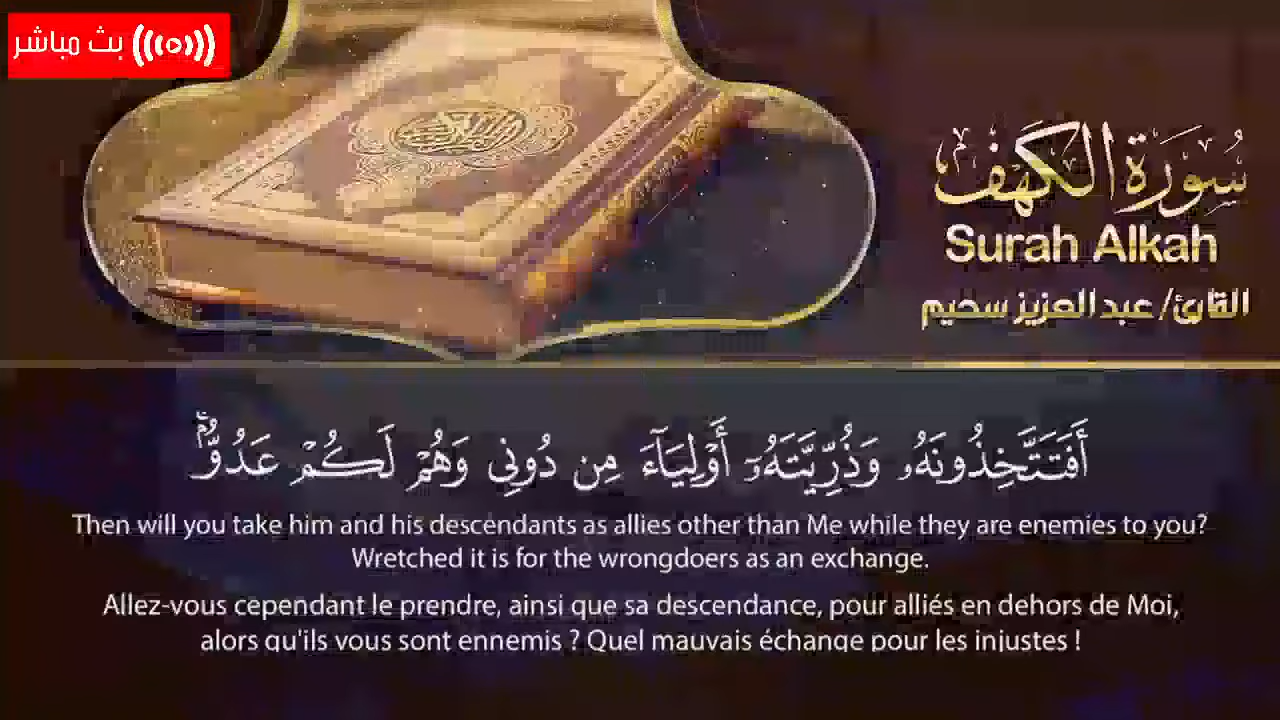 بث مباشر
سُورَةُ الكَهْف
Surah Alkah
القارئ/ عبد العزيز سحيم
أَفَتَتَّخِذُونَهُۥ وَذُرِّيَّتَهُۥٓ أَوْلِيَآءَ مِن دُونِى وَهُمْ لَكُمْ عَدُوٌّۢ
Then will you take him and his descendants as allies other than Me while they are enemies to you?
Wretched it is for the wrongdoers as an exchange.
Allez-vous cependant le prendre, ainsi que sa descendance, pour alliés en dehors de Moi,
alors qu'ils vous sont ennemis ? Quel mauvais échange pour les injustes !